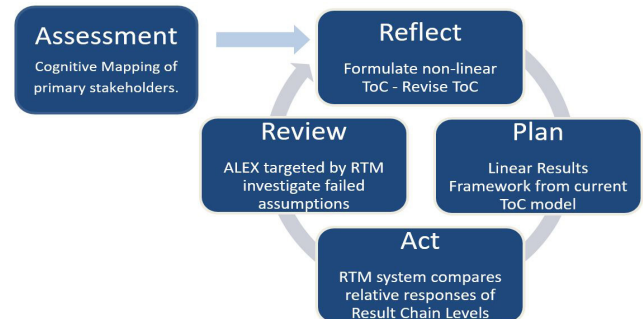 Assessment
Cognitive Mapping of
primary stakeholders.
Reflect
Formulate non-linear
ToC - Revise ToC
Review
ALEX targeted by RTM
investigate failed
assumptions
Plan
Linear Results
Framework from current
ToC model
Act
RTM system compares
relative responses of
Result Chain Levels